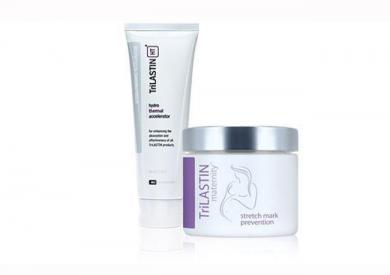 TriLASTIN HT
hydro
thermal
accelerator
for enhancing the
absorption and
effectiveness of all
TriLASTIN products
TriLASTIN
maternity
stretch mark
prevention